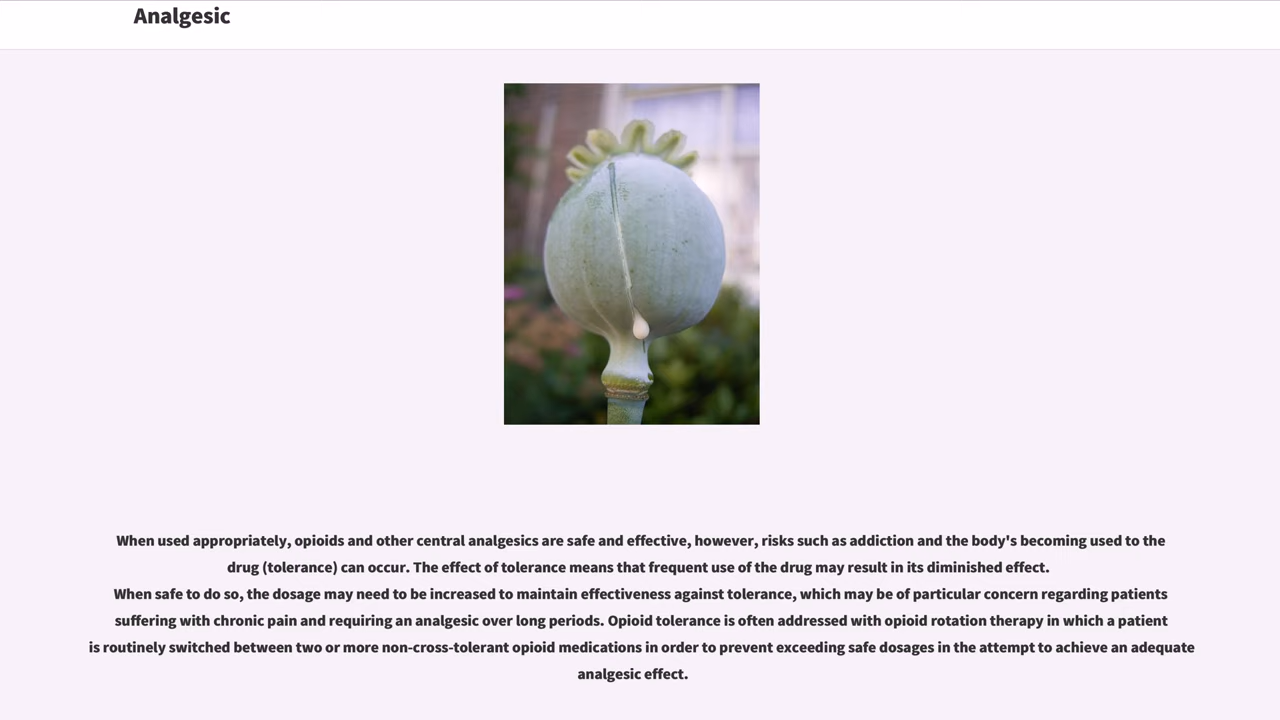 Analgesic
When used appropriately, opioids and other central analgesics are safe and effective, however, risks such as addiction and the body's becoming used to the
drug (tolerance) can occur. The effect of tolerance means that frequent use of the drug may result in its diminished effect.
When safe to do so, the dosage may need to be increased to maintain effectiveness against tolerance, which may be of particular concern regarding patients
suffering with chronic pain and requiring an analgesic over long periods. Opioid tolerance is often addressed with opioid rotation therapy in which a patient
is routinely switched between two or more non-cross-tolerant opioid medications in order to prevent exceeding safe dosages in the attempt to achieve an adequate
analgesic effect.